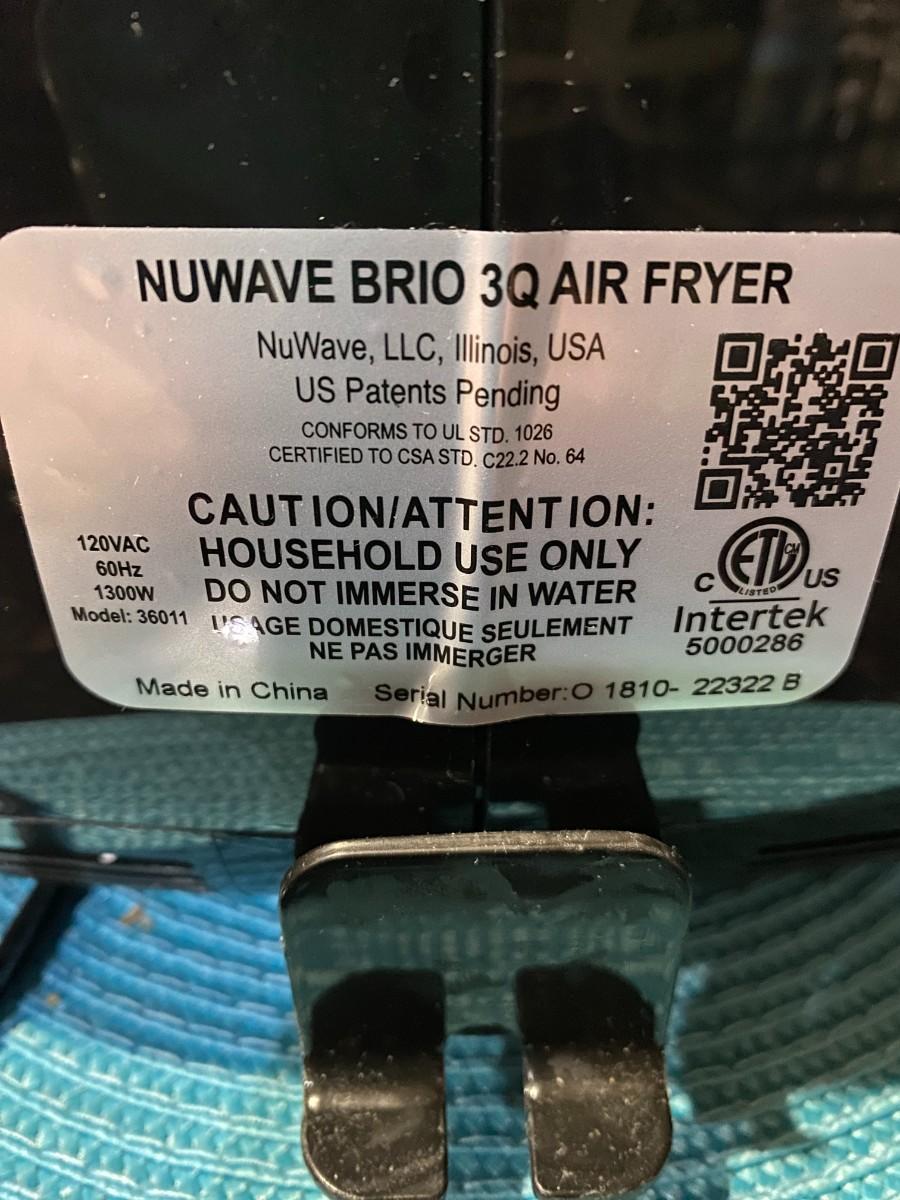 NUWAVE BRIO 3Q AIR FRYER
NuWave, LLC, Illinois, USA
US Patents Pending
CONFORMS TO UL STD. 1026
CERTIFIED TO CSA STD. C22.2 No. 64
CAUTION/ATTENTION:
HOUSEHOLD USE ONLY
DO NOT IMMERSE IN WATER
USAGE DOMESTIQUE SEULEMENT
NE PAS IMMERGER
120VAC
60Hz
1300W
Model: 36011
ETL CM
LISTED
C US
Intertek
5000286
Made in China Serial Number:O 1810- 22322 B